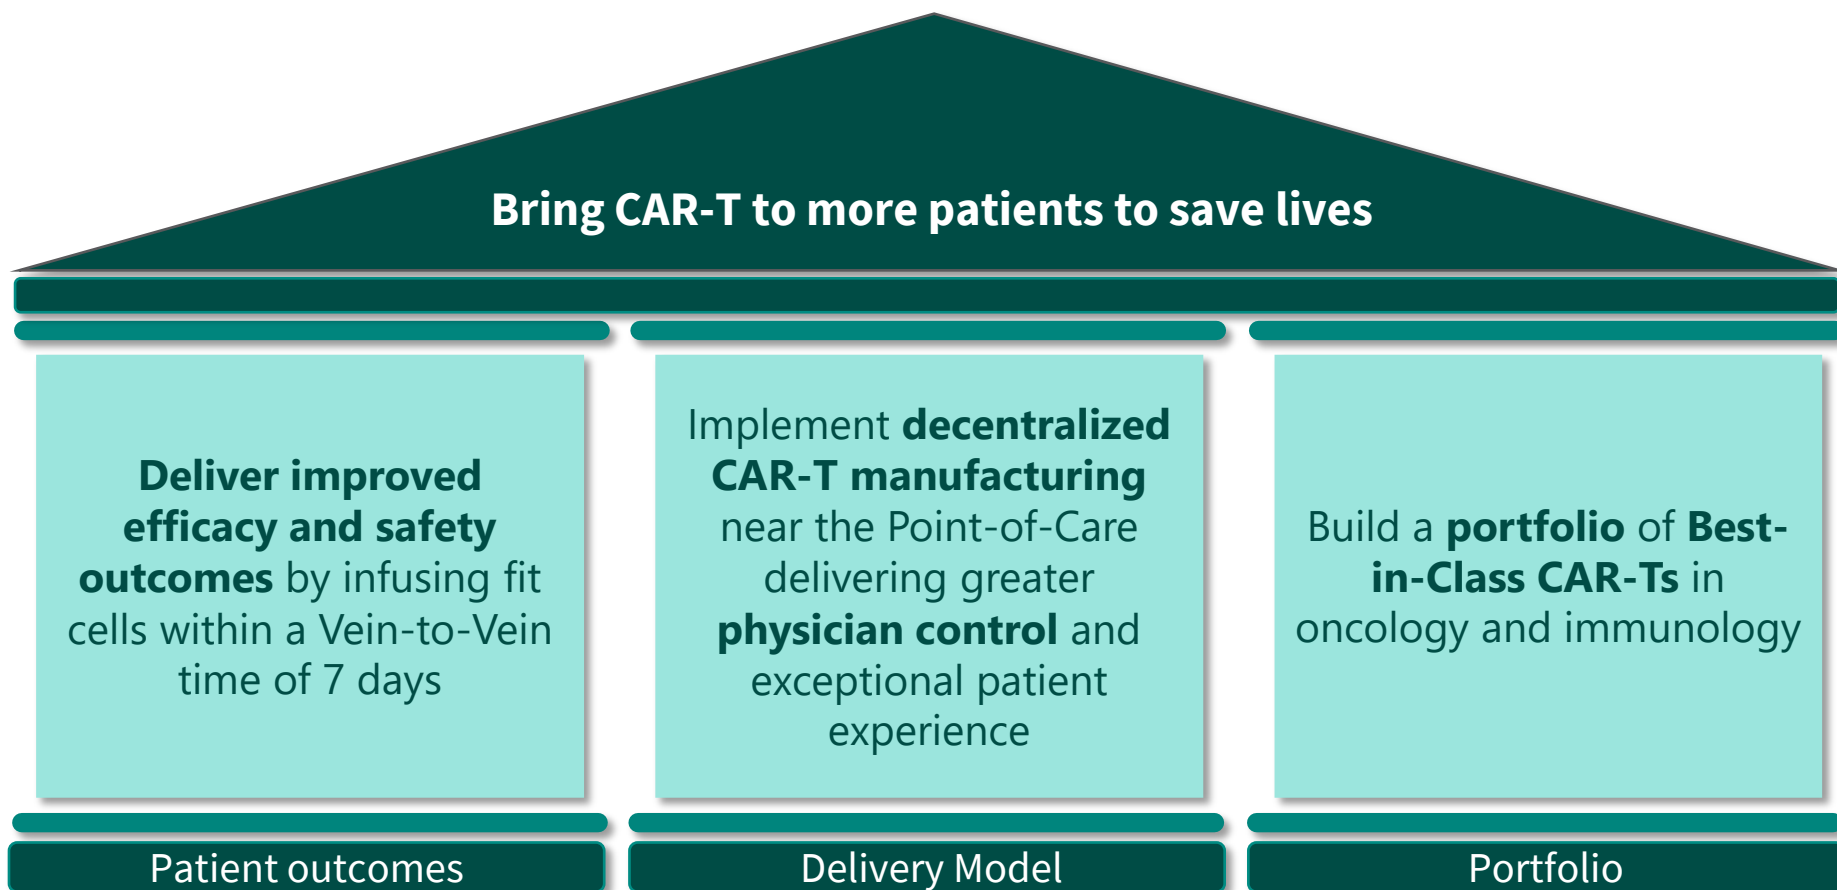 Bring CAR-T to more patients to save lives
Deliver improved
efficacy and safety
outcomes by infusing fit
cells within a Vein-to-Vein
time of 7 days
Implement decentralized
CAR-T manufacturing
near the Point-of-Care
delivering greater
physician control and
exceptional patient
experience
Build a portfolio of Best-
in-Class CAR-Ts in
oncology and immunology
Patient outcomes
Delivery Model
Portfolio